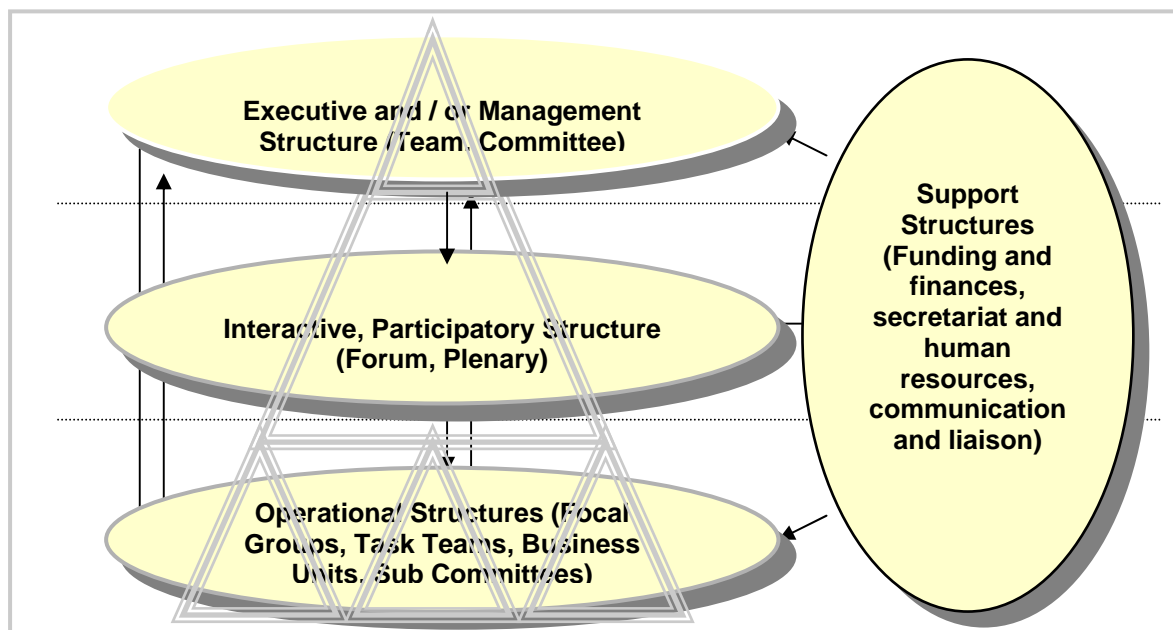 Executive and / or Management
Structure (Team, Committee)
Interactive, Participatory Structure
(Forum, Plenary)
Operational Structures (Focal
Groups, Task Teams, Business
Units, Sub Committees)
Support
Structures
(Funding and
finances,
secretariat and
human
resources,
communication
and liaison)